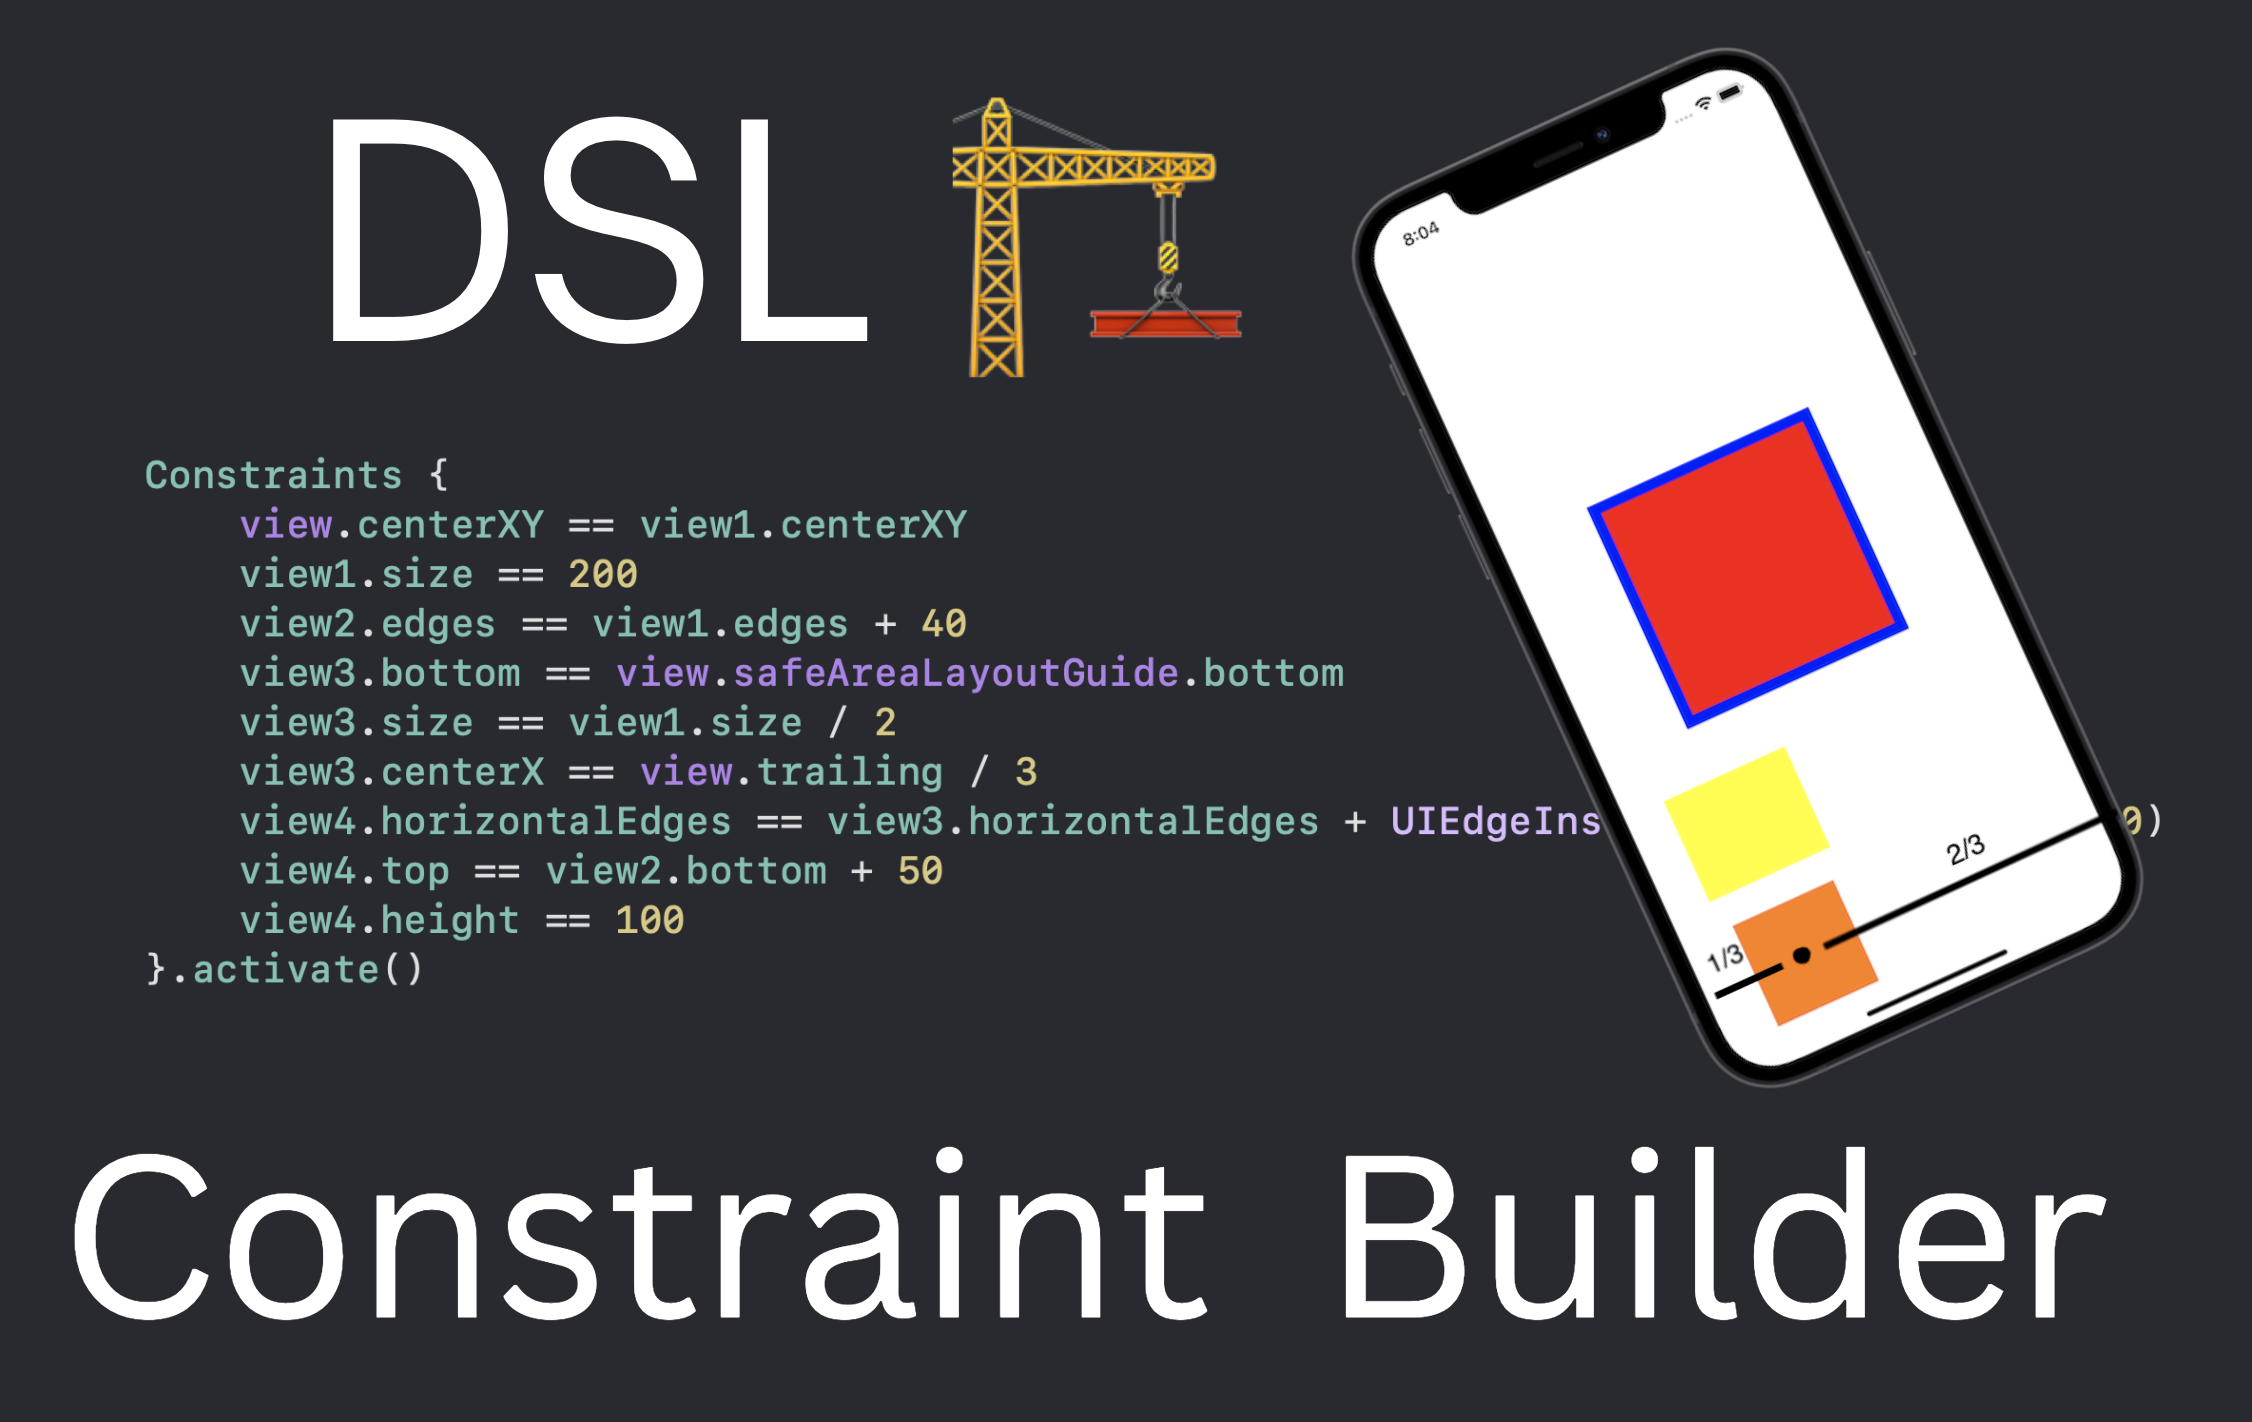 DSL
Constraints {
view.centerXY == view1.centerXY
view1.size == 200
view2.edges == view1.edges + 40
view3.bottom == view.safeAreaLayoutGuide.bottom
view3.size == view1.size / 2
view3.centerX == view.trailing / 3
view4.horizontalEdges == view3.horizontalEdges + UIEdgeIns 0)
view4.top == view2.bottom + 50
view4.height == 100
}.activate()
8:04
2/3
1/3
Constraint Builder